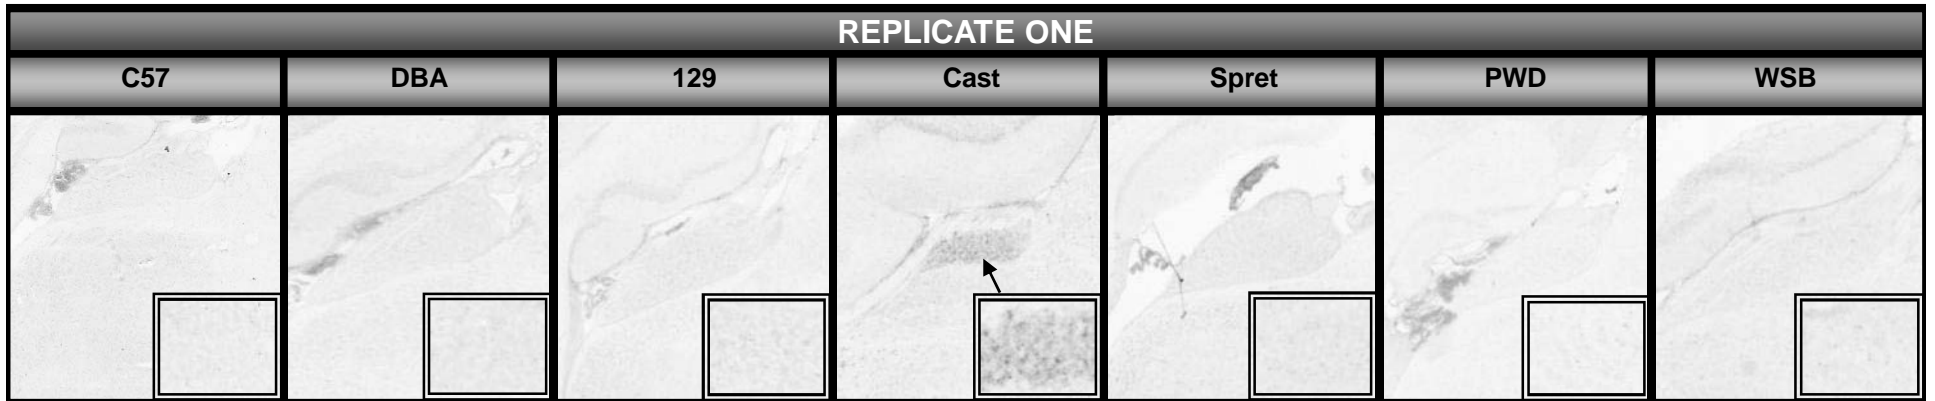 REPLICATE ONE
C57 DBA 129 Cast Spret PWD WSB